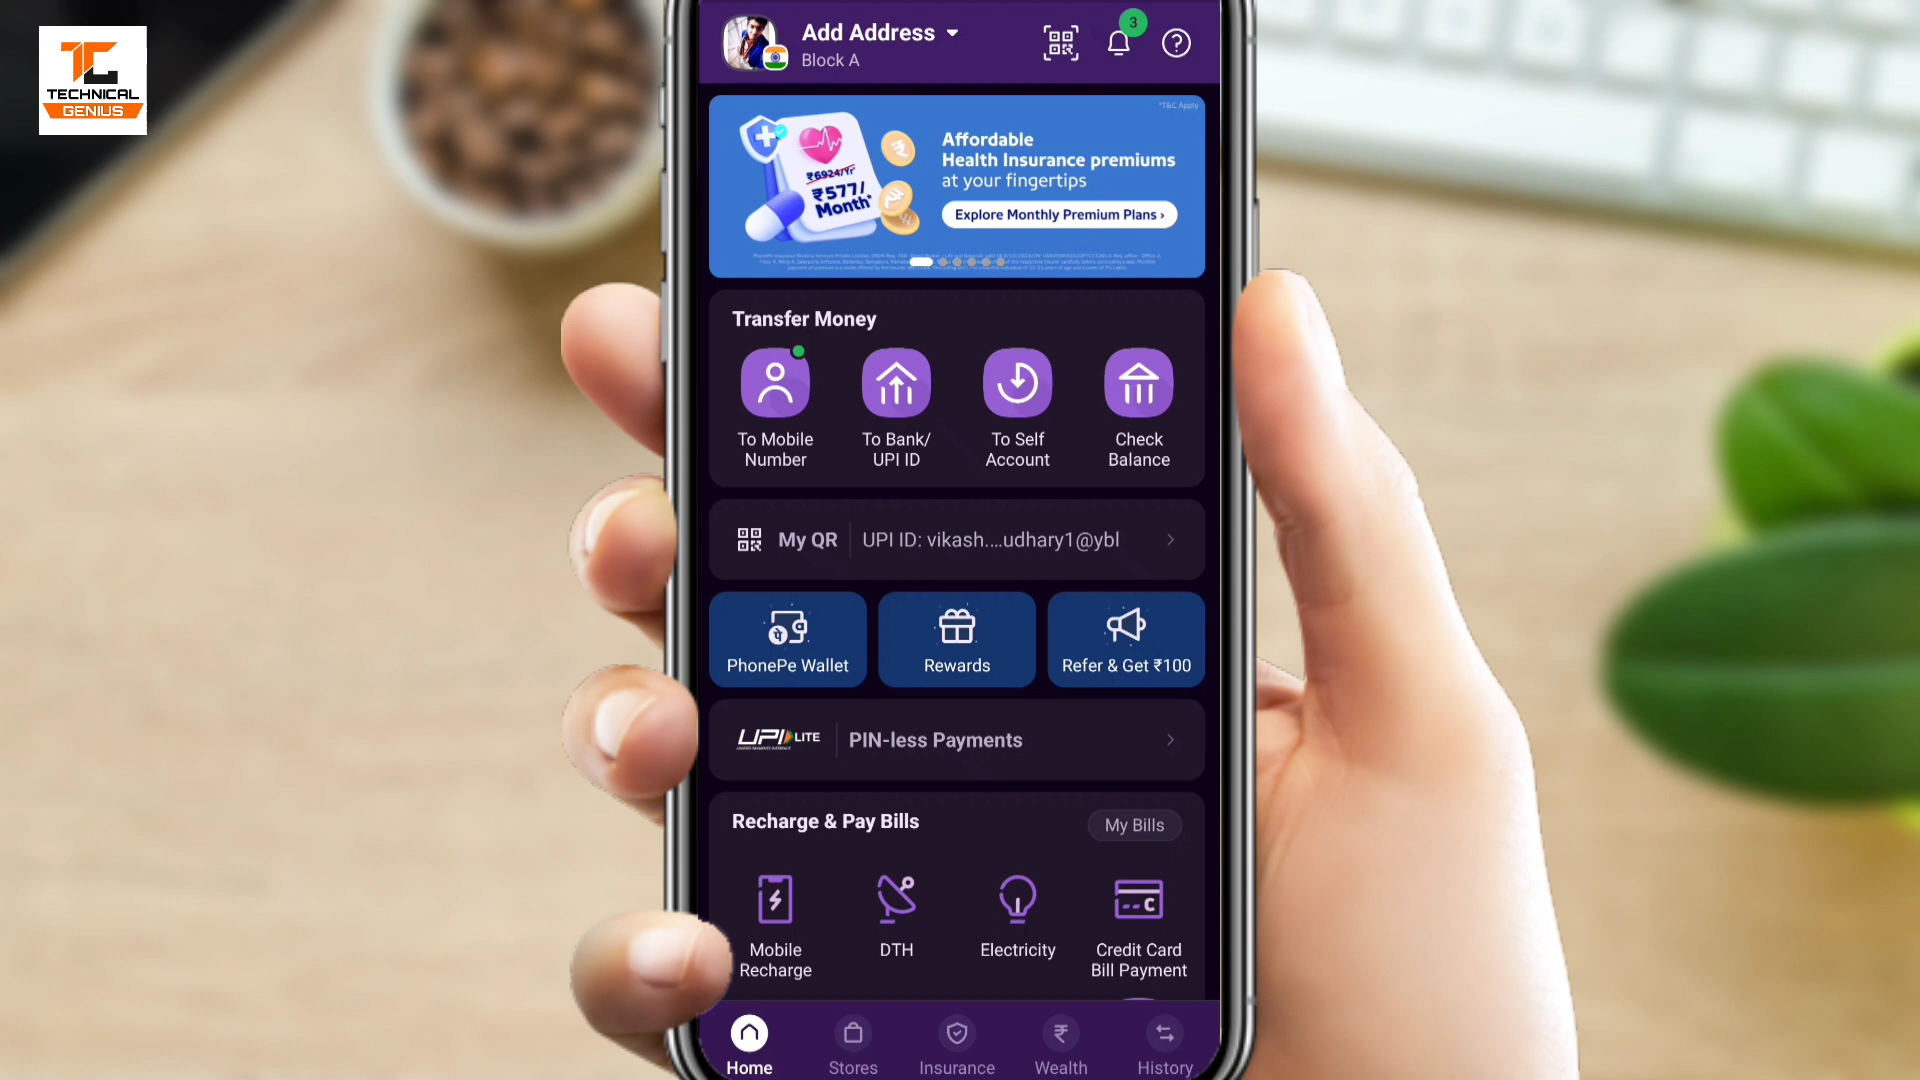 TECHNICAL
GENIUS
Add Address
Block A
3
*T&C Apply
Affordable
Health Insurance premiums
at your fingertips
₹6924/Yr
₹577/
Month*
Explore Monthly Premium Plans ›
Transfer Money
To Mobile
Number
To Bank/
UPI ID
To Self
Account
Check
Balance
My QR
UPI ID: vikash....udhary1@ybl
PhonePe Wallet
Rewards
Refer & Get ₹100
UPI LITE
PIN-less Payments
Recharge & Pay Bills
My Bills
Mobile
Recharge
DTH
Electricity
Credit Card
Bill Payment
Home
Stores
Insurance
Wealth
History